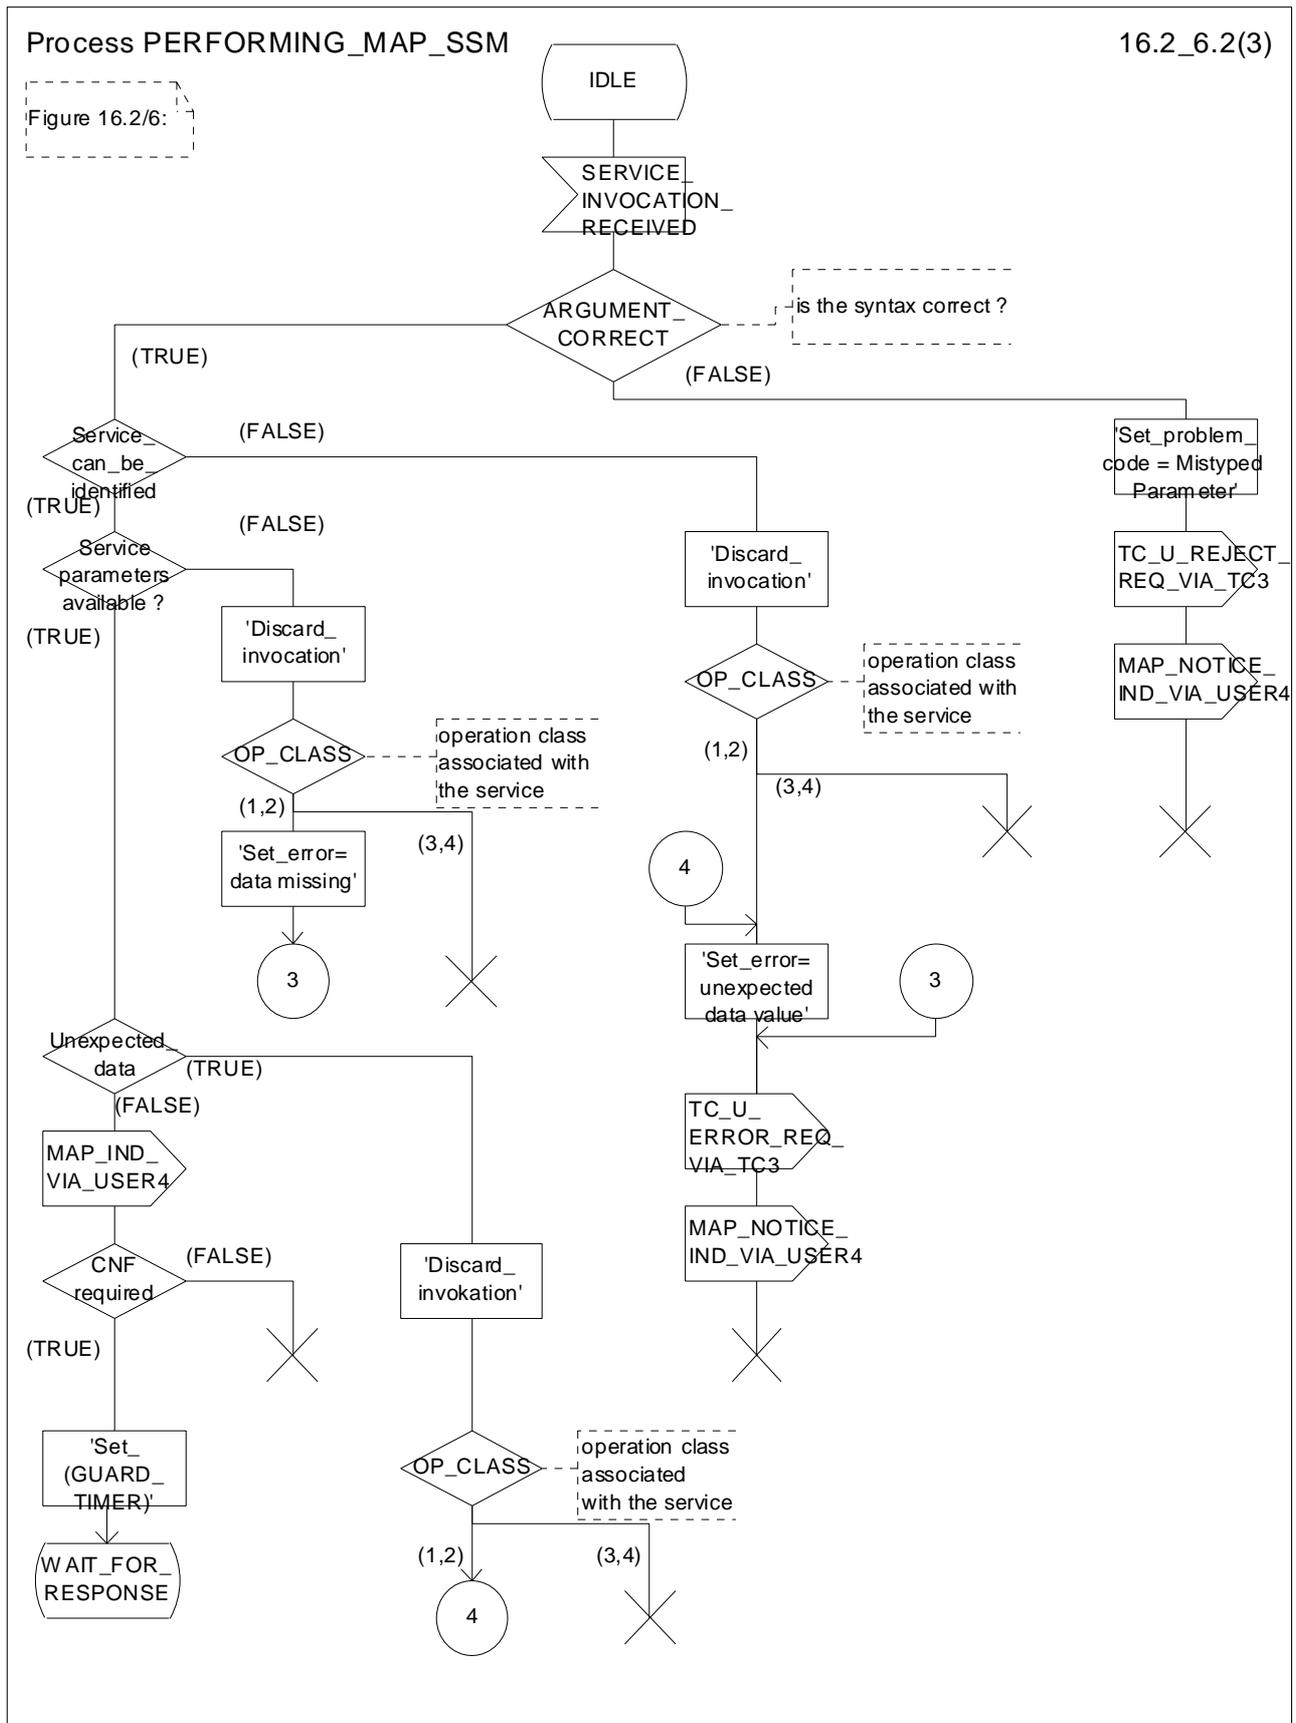 Process PERFORMING_MAP_SSM
16.2_6.2(3)
Figure 16.2/6:
IDLE
SERVICE_
INVOCATION_
RECEIVED
ARGUMENT_
CORRECT
is the syntax correct ?
(TRUE)
(FALSE)
Service_
can_be_
identified
(FALSE)
'Set_problem_
code = Mistyped
Parameter'
(TRUE)
(FALSE)
Service
parameters
available ?
'Discard_
invocation'
TC_U_REJECT_
REQ_VIA_TC3
(TRUE)
'Discard_
invocation'
OP_CLASS
operation class
associated with
the service
MAP_NOTICE_
IND_VIA_USER4
OP_CLASS
operation class
associated with
the service
(1,2)
(3,4)
(1,2)
(3,4)
'Set_error=
data missing'
4
3
'Set_error=
unexpected
data value'
3
Unexpected_
data
(TRUE)
(FALSE)
TC_U_
ERROR_REQ_
VIA_TC3
MAP_IND_
VIA_USER4
MAP_NOTICE_
IND_VIA_USER4
CNF
required
(FALSE)
'Discard_
invokation'
(TRUE)
'Set_
(GUARD_
TIMER)'
OP_CLASS
operation class
associated
with the service
(1,2)
(3,4)
WAIT_FOR_
RESPONSE
4